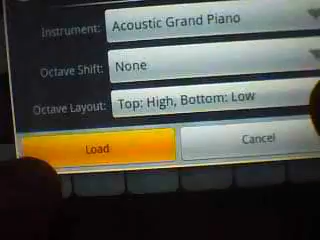 Instrument: Acoustic Grand Piano
Octave Shift: None
Octave Layout: Top: High, Bottom: Low
Load Cancel